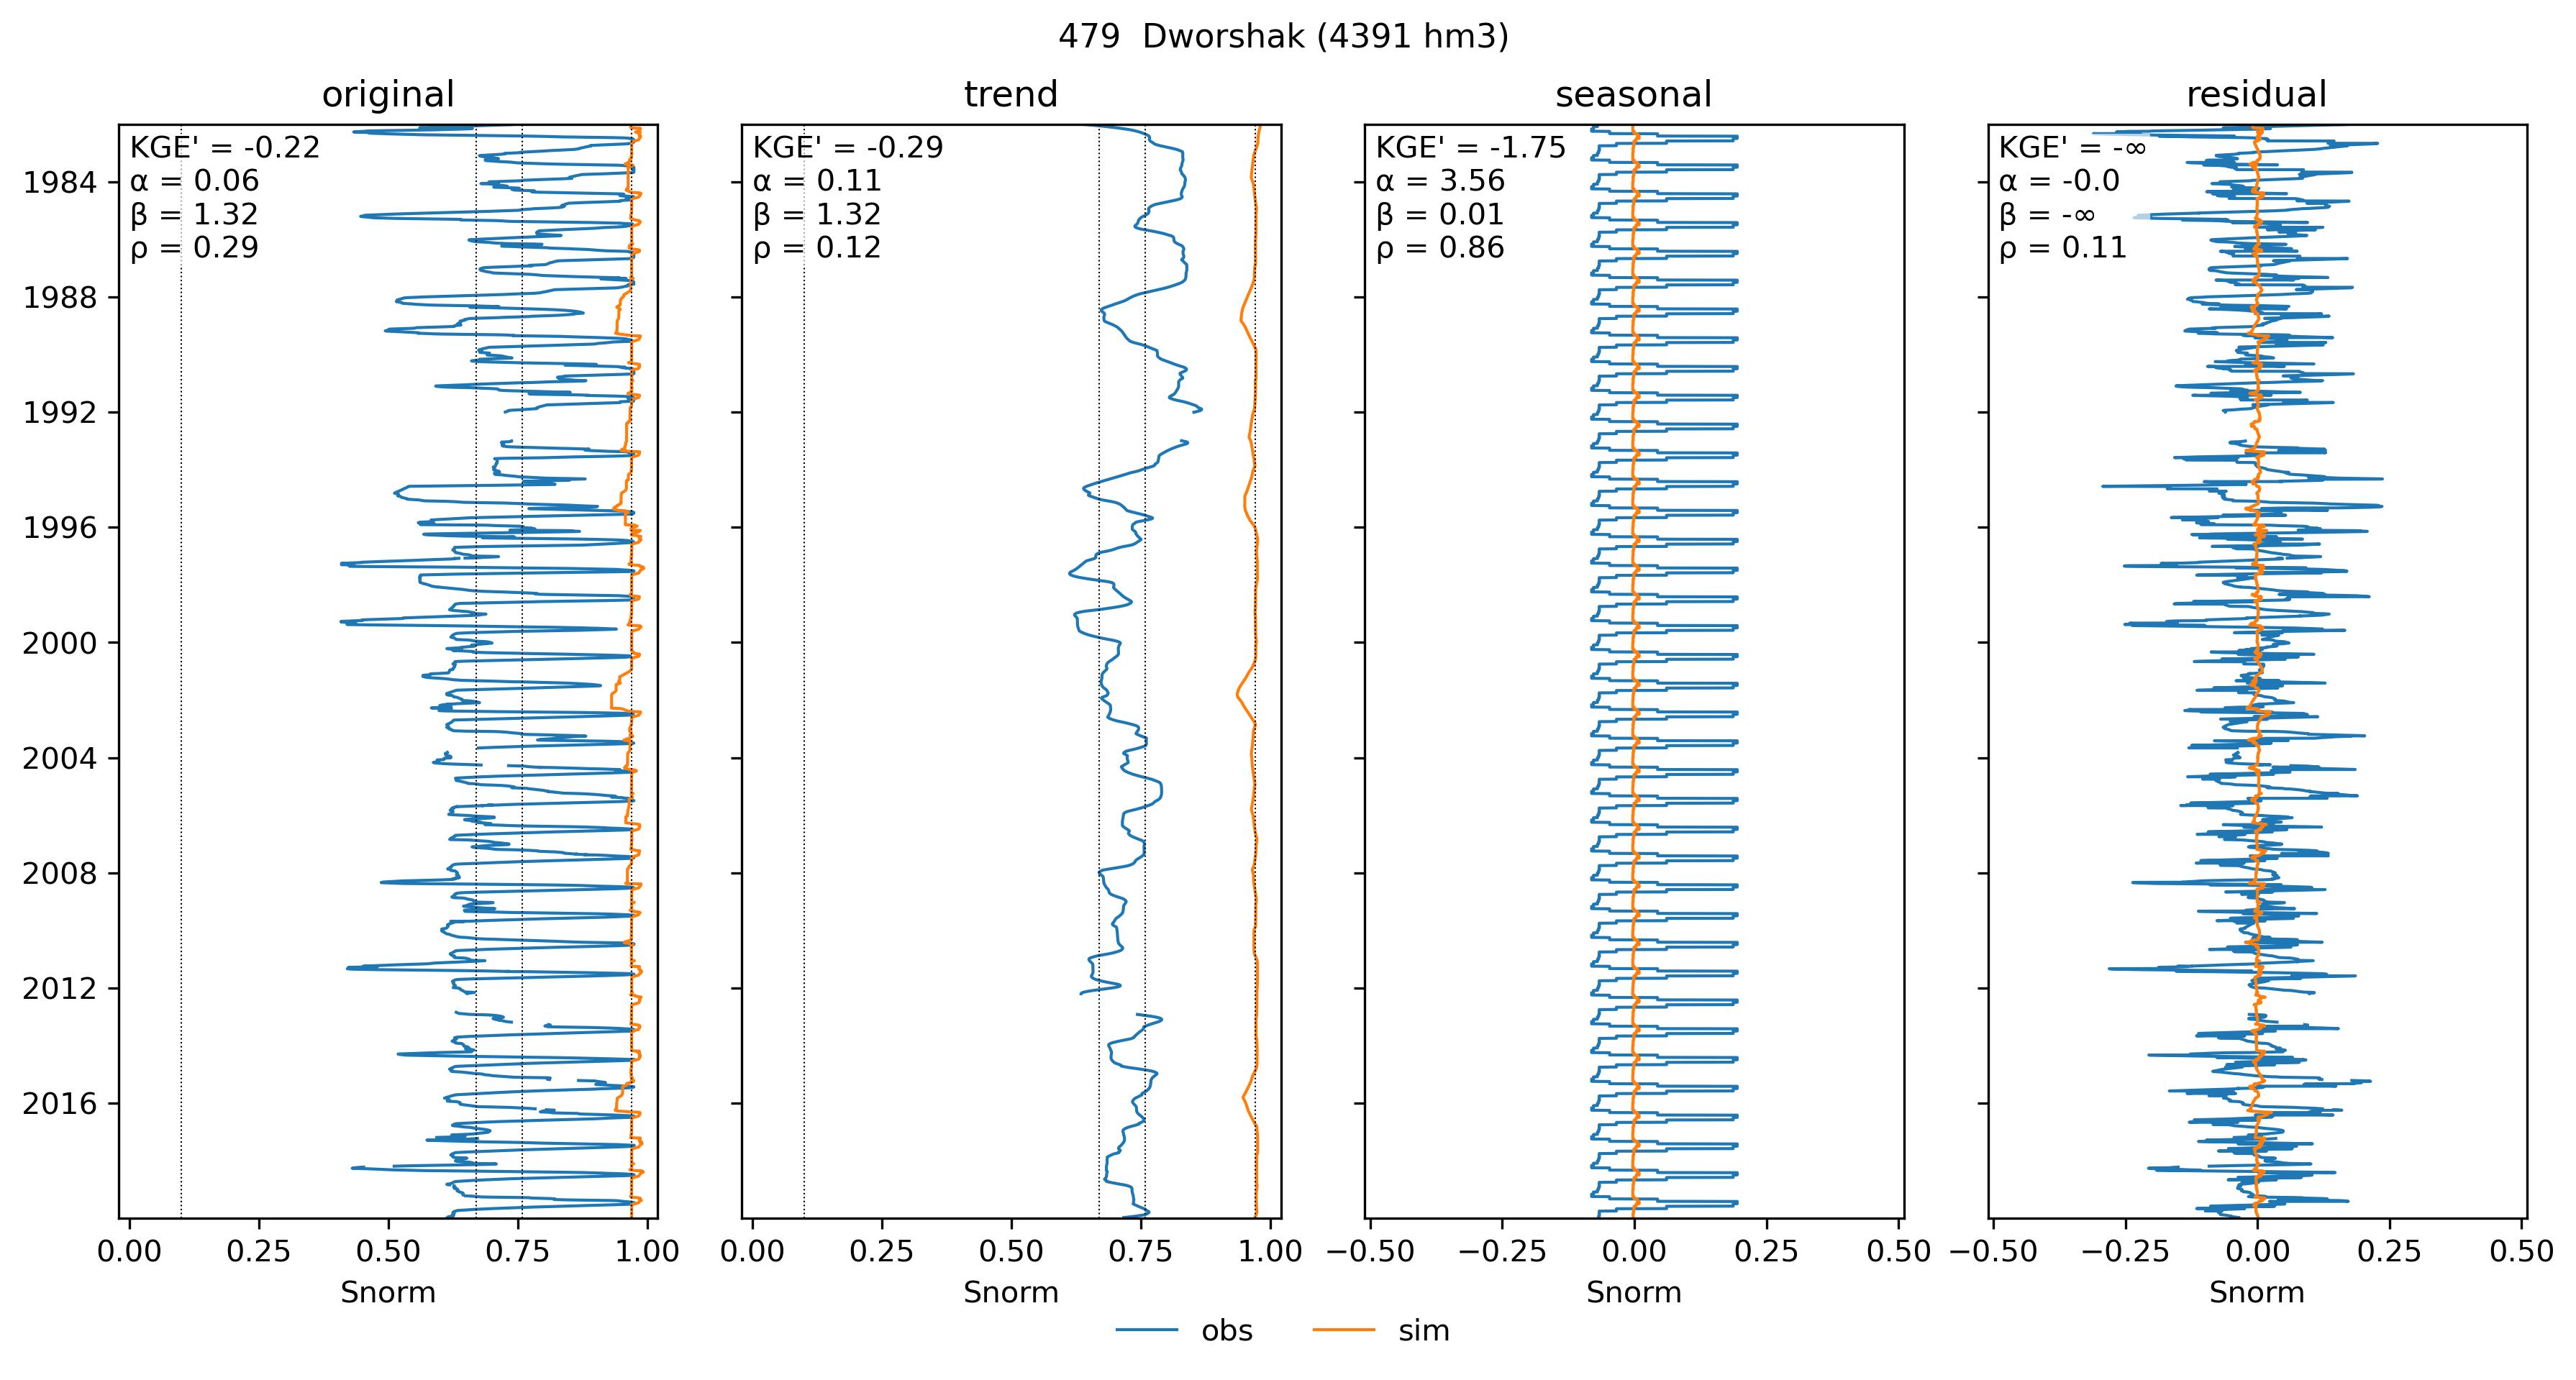 479  Dworshak (4391 hm3)
original
trend
seasonal
residual
KGE' = -0.22
α = 0.06
β = 1.32
ρ = 0.29
KGE' = -0.29
α = 0.11
β = 1.32
ρ = 0.12
KGE' = -1.75
α = 3.56
β = 0.01
ρ = 0.86
KGE' = -∞
α = -0.0
β = -∞
ρ = 0.11
1984
1988
1992
1996
2000
2004
2008
2012
2016
0.00 0.25 0.50 0.75 1.00
0.00 0.25 0.50 0.75 1.00
−0.50 −0.25 0.00 0.25 0.50
−0.50 −0.25 0.00 0.25 0.50
Snorm
Snorm
Snorm
Snorm
obs
sim